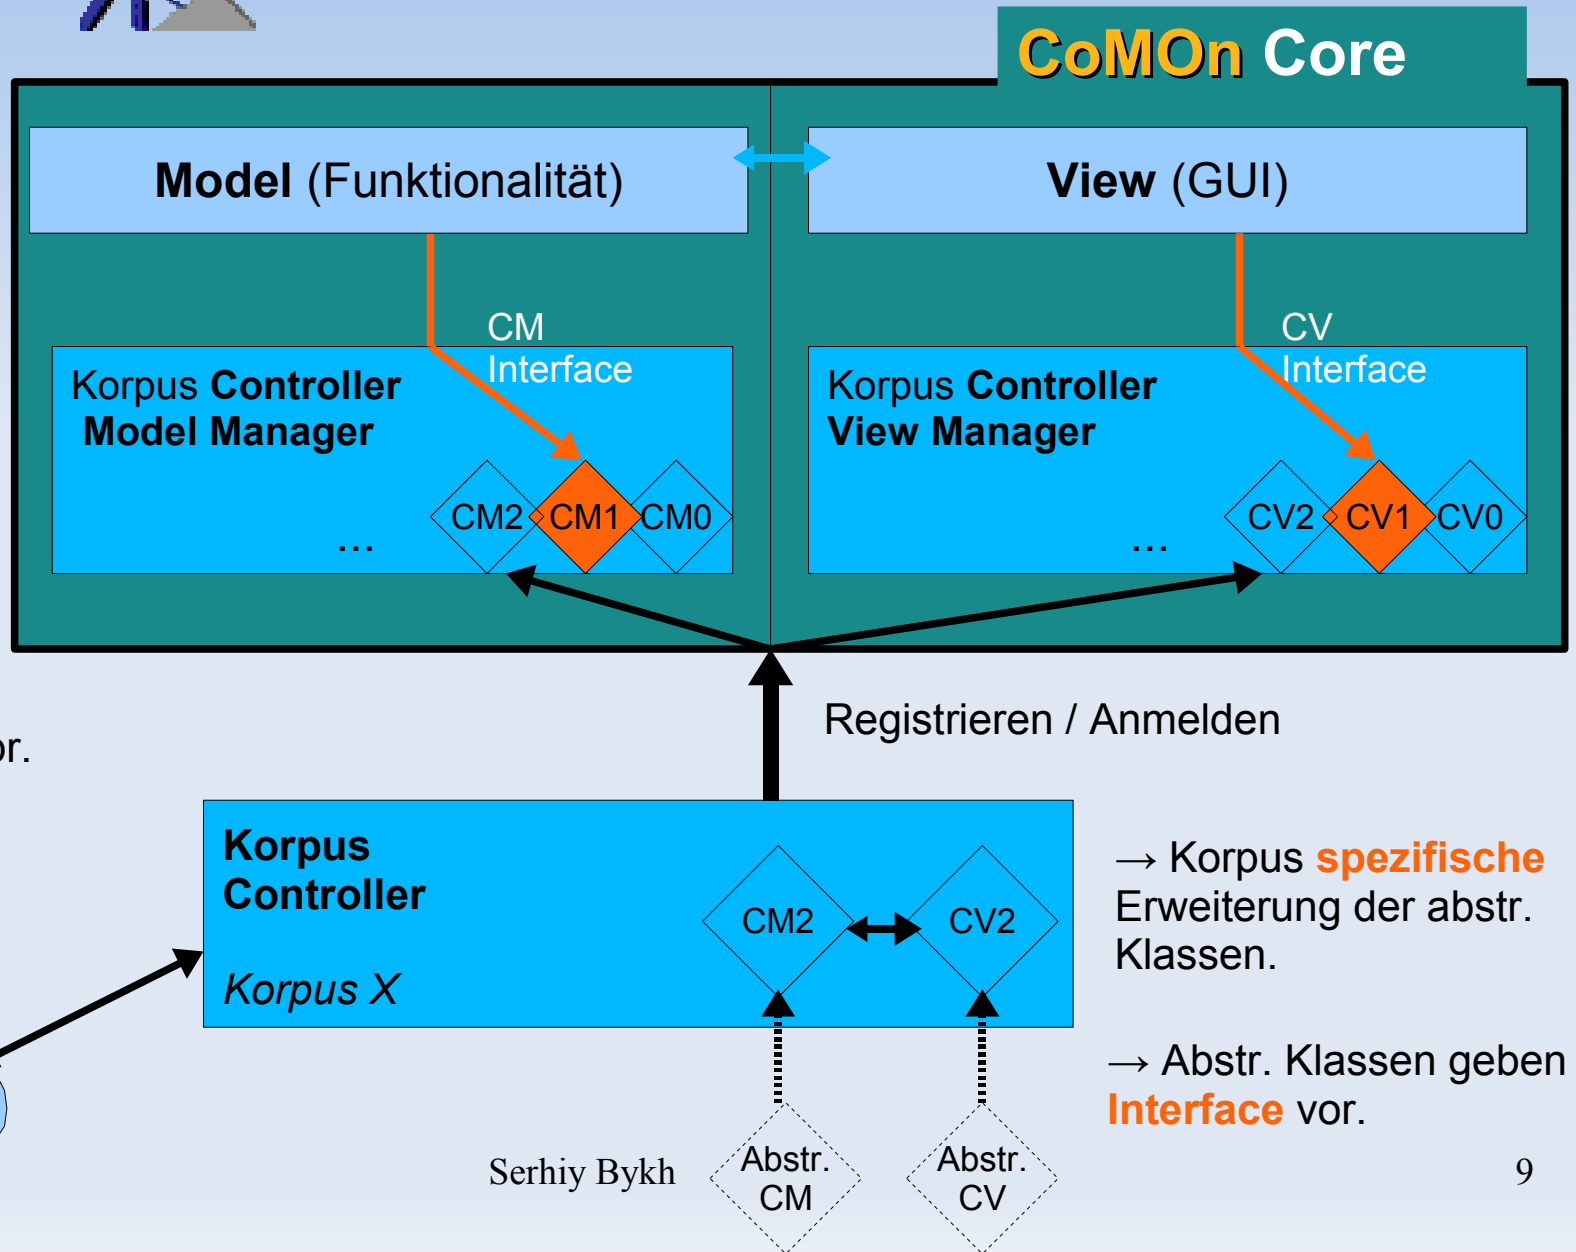 CoMOn Core
Model (Funktionalität)
View (GUI)
CM
Interface
Korpus Controller
Model Manager
CM2 CM1 CM0
...
CV
Interface
Korpus Controller
View Manager
CV2 CV1 CV0
...
Registrieren / Anmelden
or.
Korpus
Controller
Korpus X
CM2
CV2
→ Korpus spezifische
Erweiterung der abstr.
Klassen.
→ Abstr. Klassen geben
Interface vor.
Abstr.
CM
Abstr.
CV
Serhiy Bykh
9